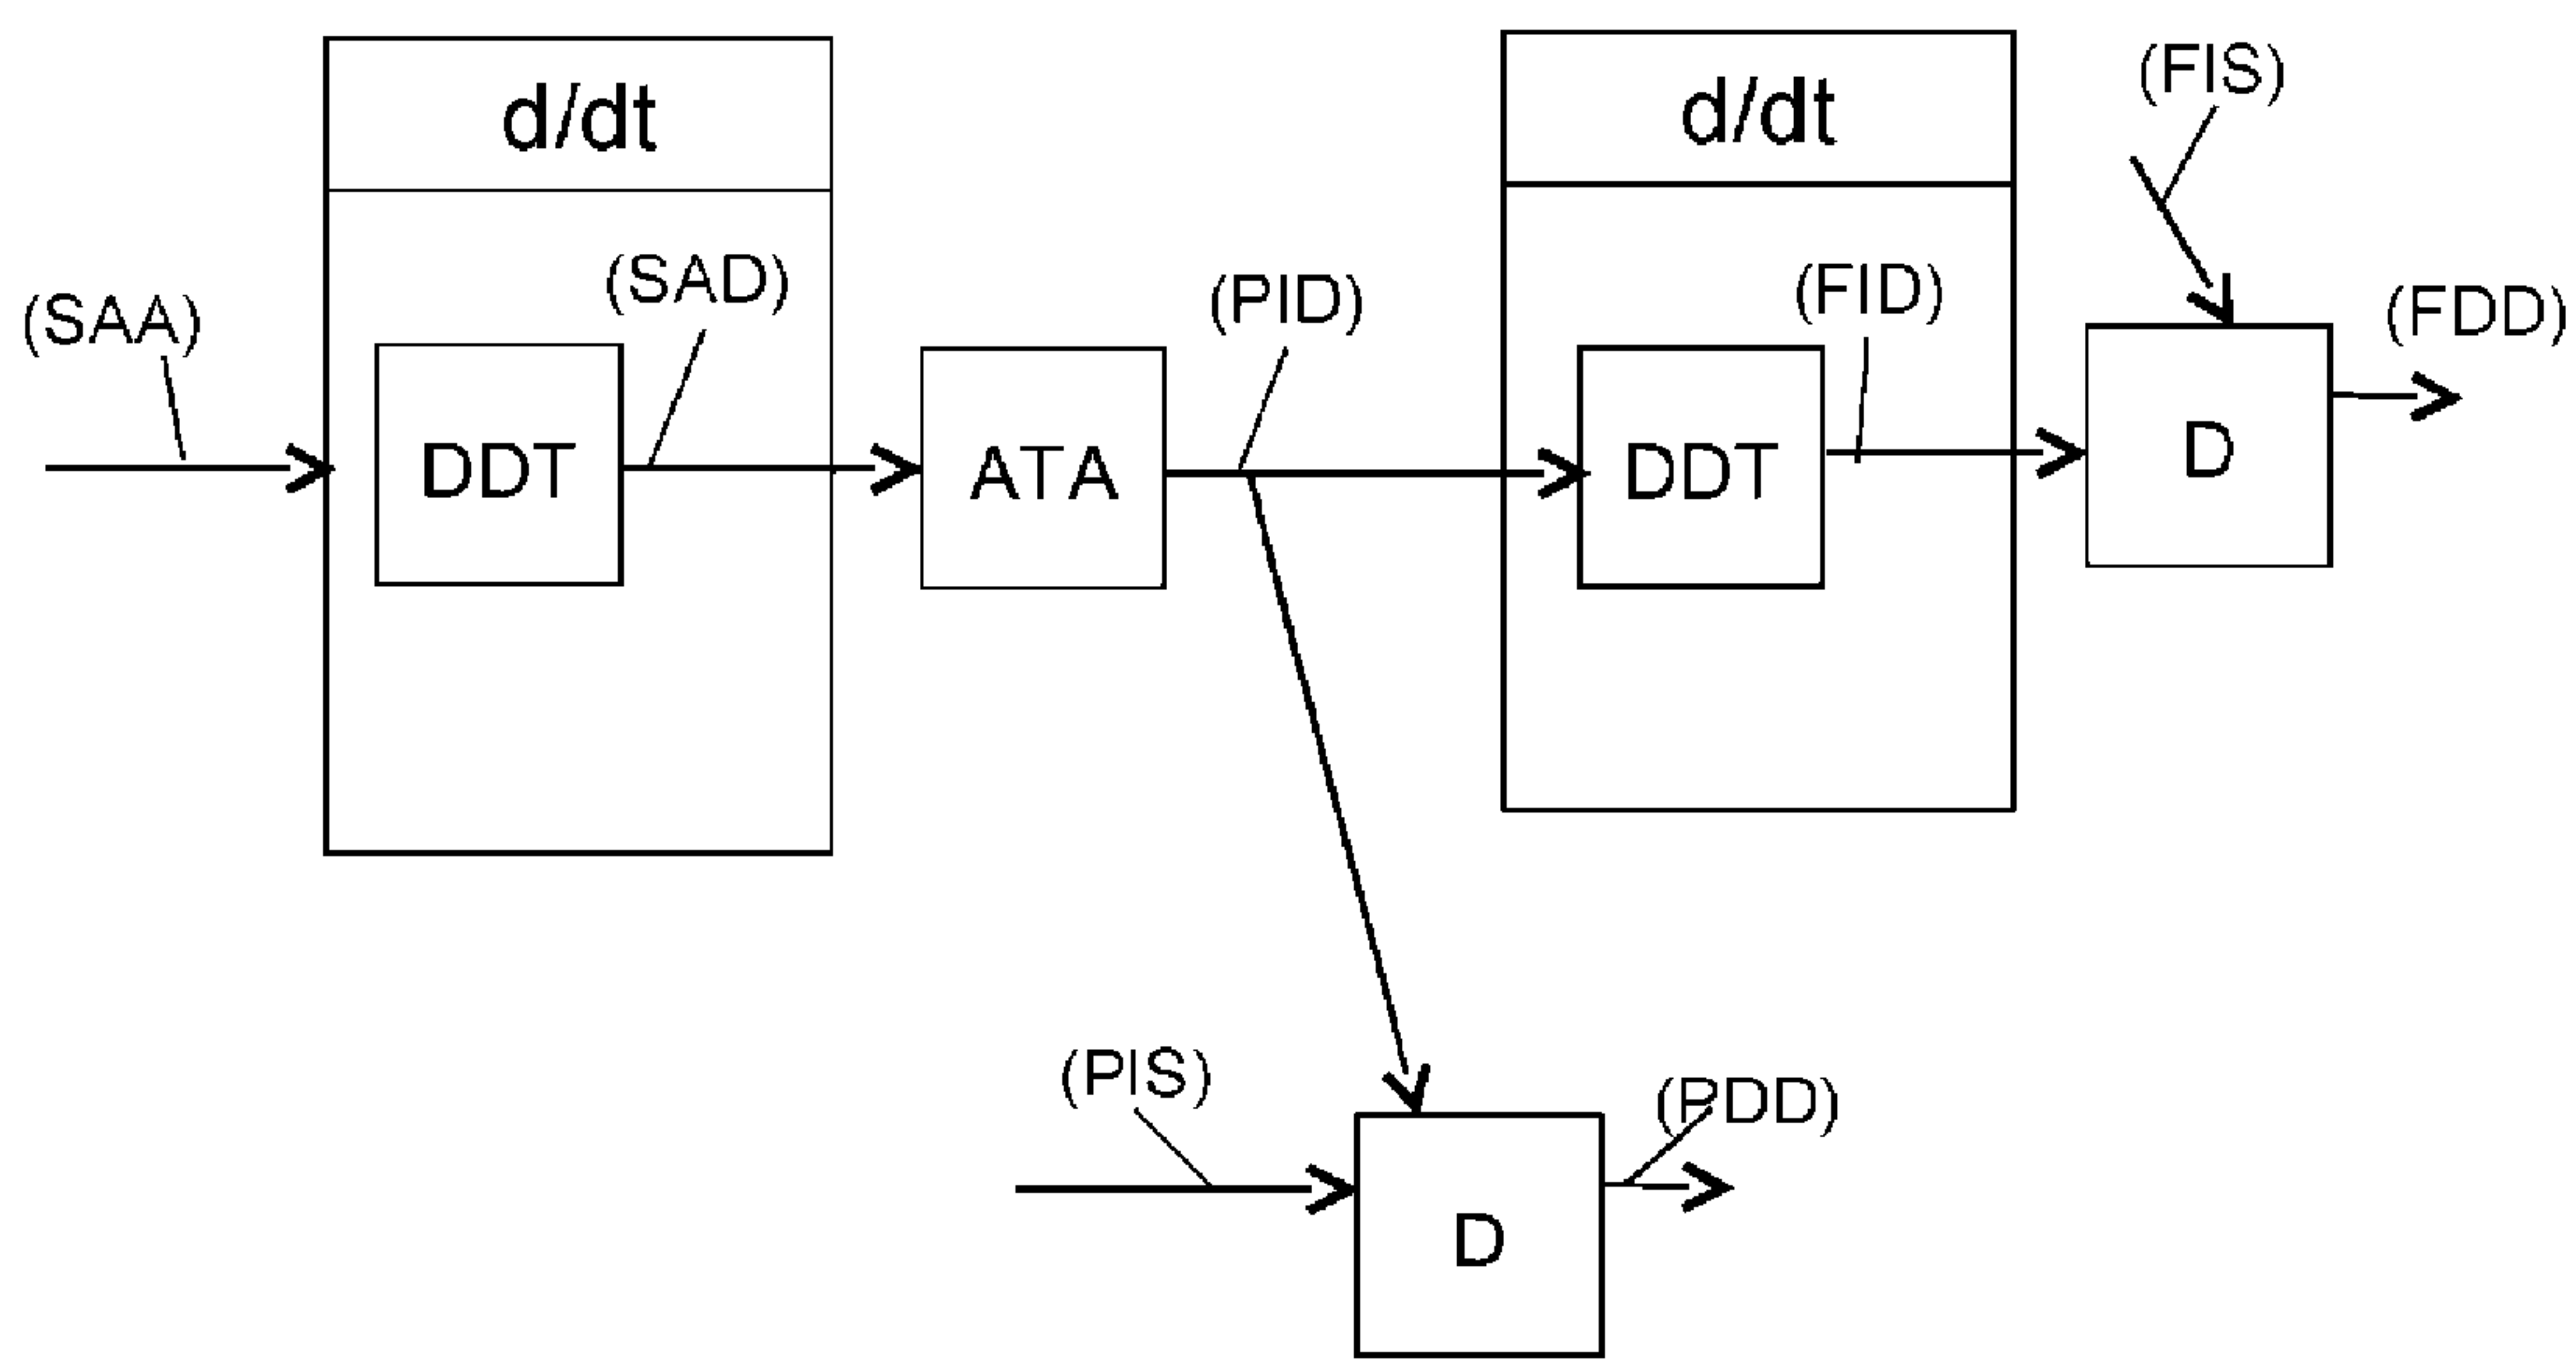 d/dt
d/dt
(FIS)
(SAA)
(SAD)
(PID)
(FID)
(FDD)
DDT
ATA
DDT
D
(PIS)
(PDD)
D